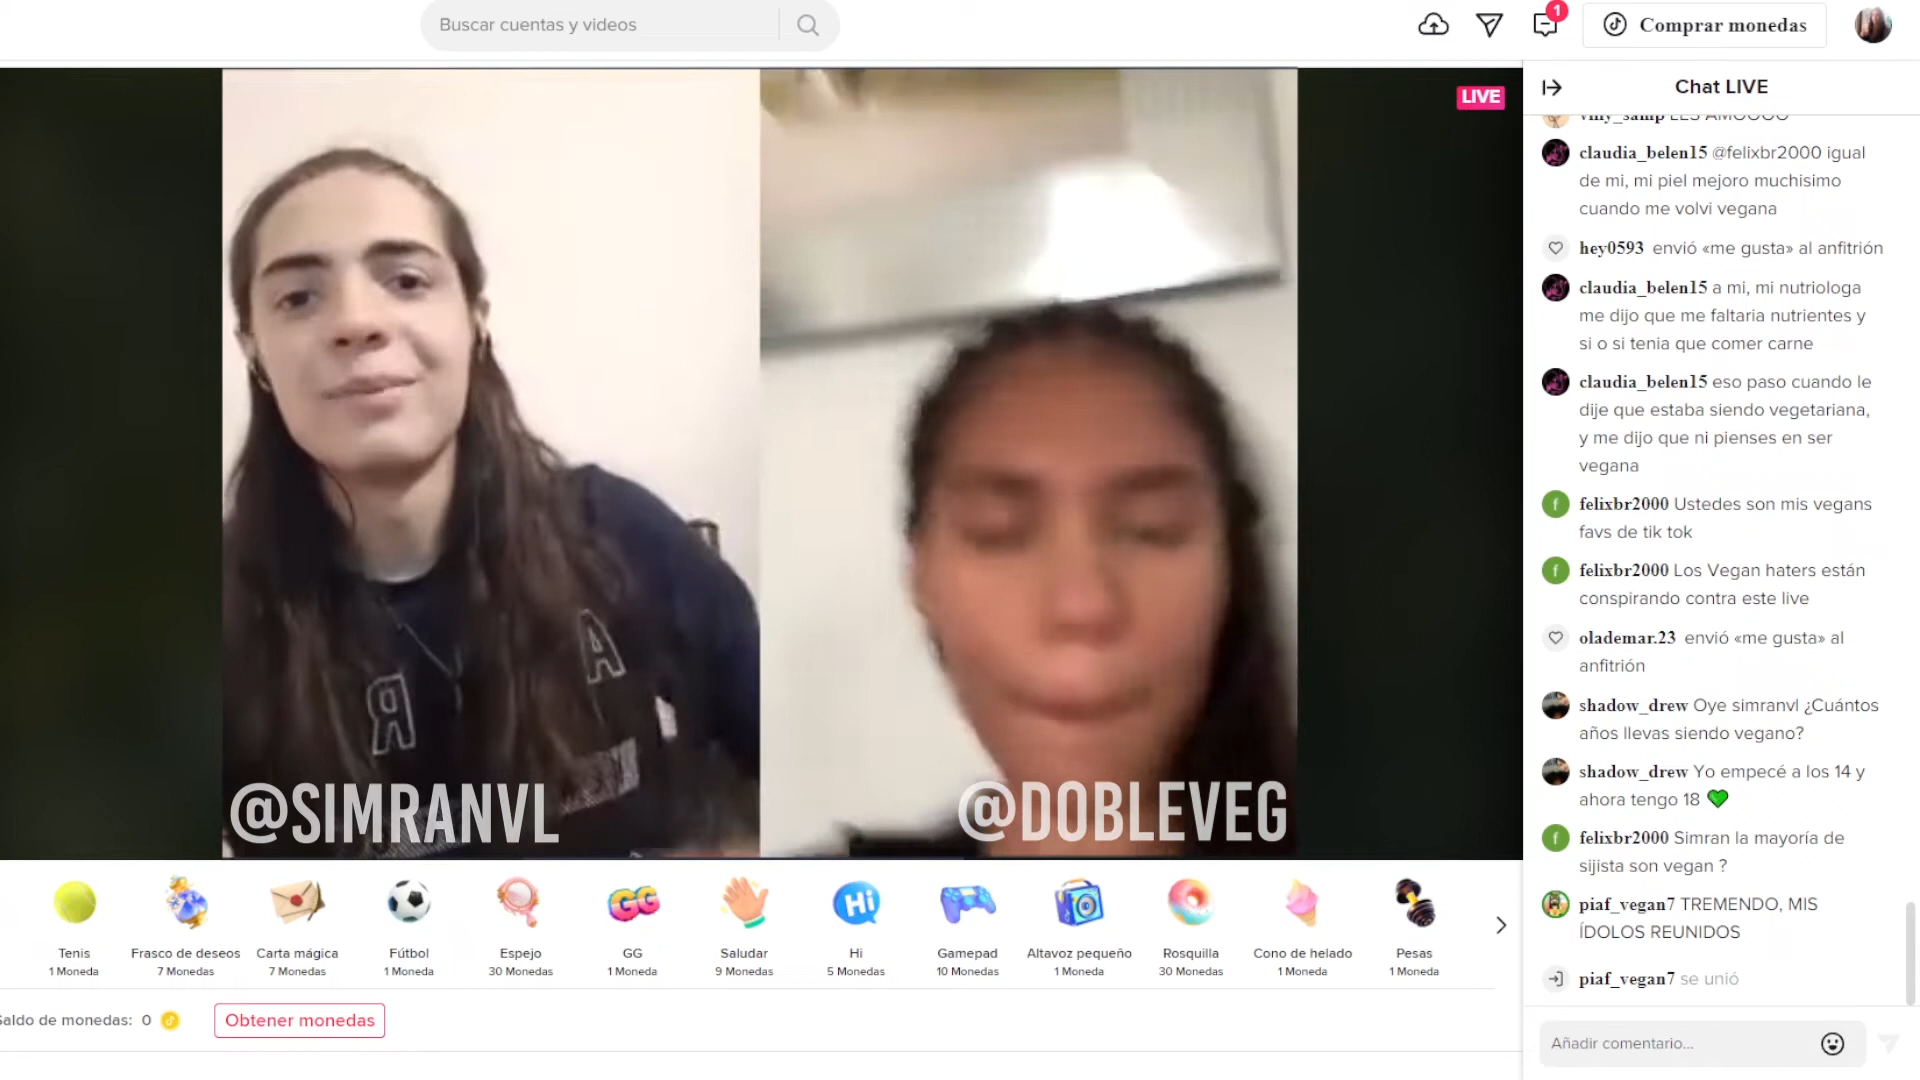 Buscar cuentas y videos
1
Comprar monedas
LIVE
Chat LIVE
@SIMRANVL
@DOBLEVEG
R
A
viny_samp LES AMOOOO
claudia_belen15 @felixbr2000 igual
de mi, mi piel mejoro muchisimo
cuando me volvi vegana
hey0593 envió «me gusta» al anfitrión
claudia_belen15 a mi, mi nutriologa
me dijo que me faltaria nutrientes y
si o si tenia que comer carne
claudia_belen15 eso paso cuando le
dije que estaba siendo vegetariana,
y me dijo que ni pienses en ser
vegana
f
felixbr2000 Ustedes son mis vegans
favs de tik tok
f
felixbr2000 Los Vegan haters están
conspirando contra este live
olademar.23 envió «me gusta» al
anfitrión
shadow_drew Oye simranvl ¿Cuántos
años llevas siendo vegano?
shadow_drew Yo empecé a los 14 y
ahora tengo 18 💚
f
felixbr2000 Simran la mayoría de
sijista son vegan ?
piaf_vegan7 TREMENDO, MIS
ÍDOLOS REUNIDOS
piaf_vegan7 se unió
Añadir comentario...
GG
Hi
Tenis
1 Moneda
Frasco de deseos
7 Monedas
Carta mágica
7 Monedas
Fútbol
1 Moneda
Espejo
30 Monedas
GG
1 Moneda
Saludar
9 Monedas
Hi
5 Monedas
Gamepad
10 Monedas
Altavoz pequeño
1 Moneda
Rosquilla
30 Monedas
Cono de helado
1 Moneda
Pesas
1 Moneda
Saldo de monedas: 0
Obtener monedas